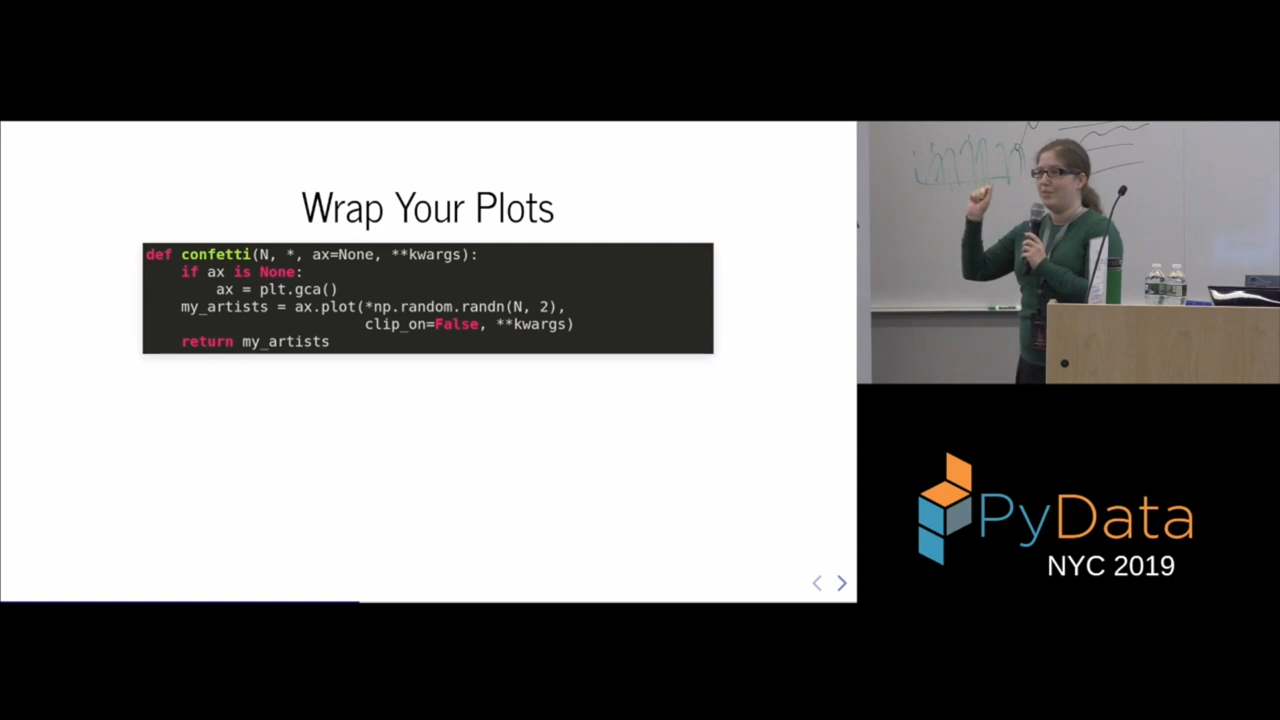 Wrap Your Plots
def confetti(N, *, ax=None, **kwargs):
    if ax is None:
        ax = plt.gca()
    my_artists = ax.plot(*np.random.randn(N, 2),
                         clip_on=False, **kwargs)
    return my_artists
PyData
NYC 2019